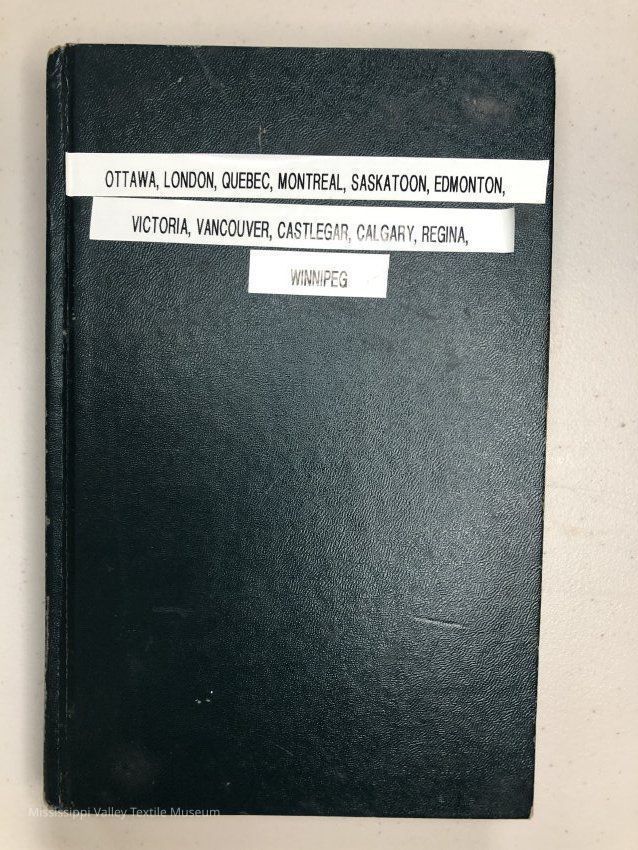 OTTAWA, LONDON, QUEBEC, MONTREAL, SASKATOON, EDMONTON,
VICTORIA, VANCOUVER, CASTLEGAR, CALGARY, REGINA,
WINNIPEG
Mississippi Valley Textile Museum